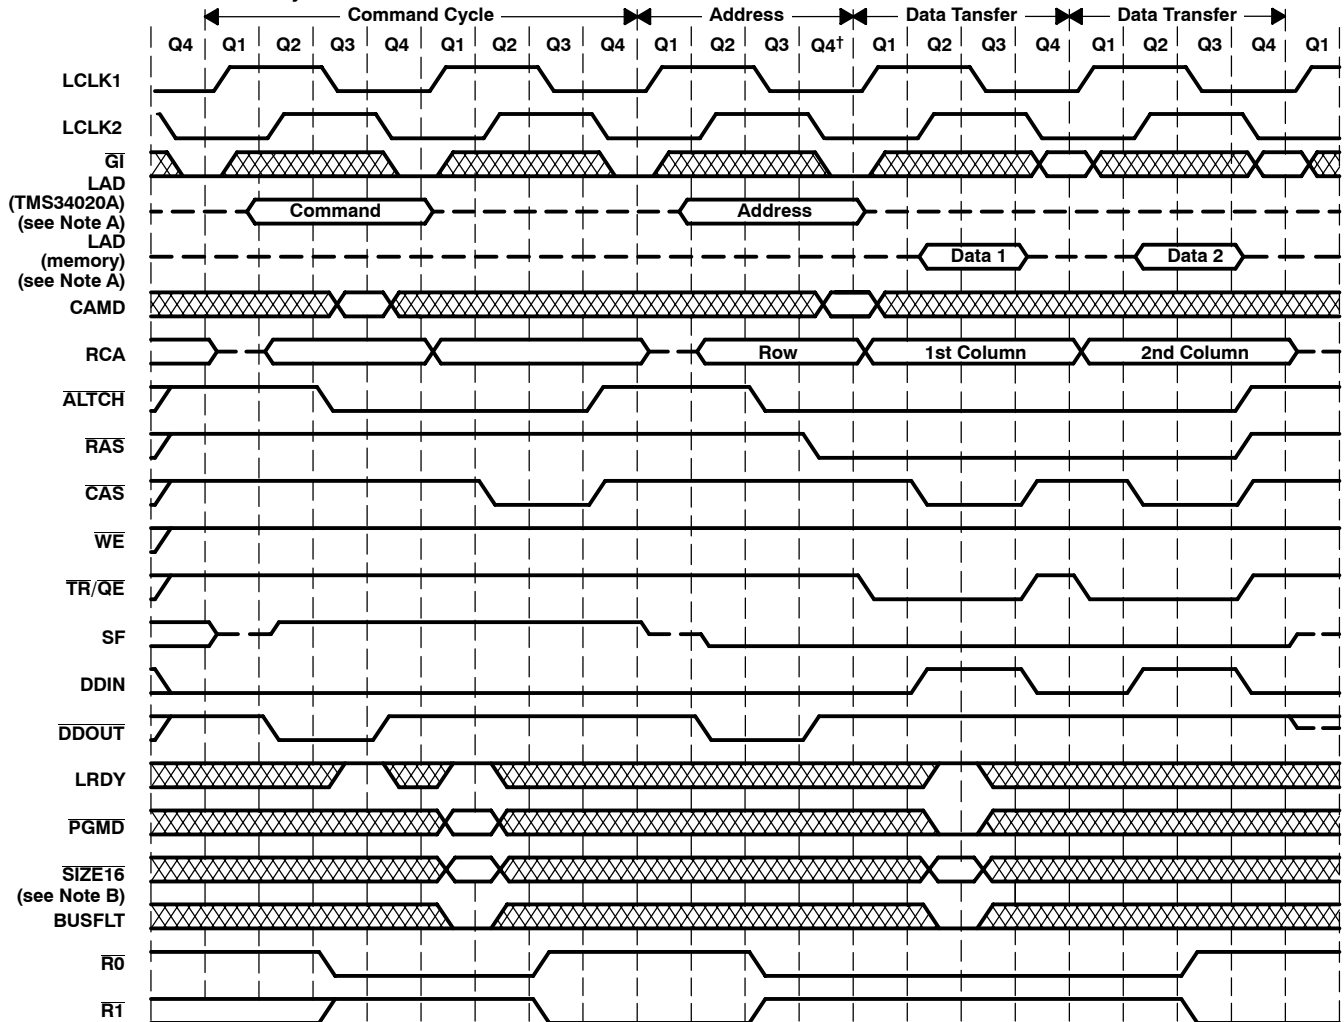 Command Cycle Address Data Tansfer Data Transfer
Q4 Q1 Q2 Q3 Q4 Q1 Q2 Q3 Q4 Q1 Q2 Q3 Q4† Q1 Q2 Q3 Q4 Q1 Q2 Q3 Q4 Q1
LCLK1
LCLK2
GI
LAD
(TMS34020A)
(see Note A)
Command Address
LAD
(memory)
(see Note A)
Data 1 Data 2
CAMD
RCA
Row 1st Column 2nd Column
ALTCH
RAS
CAS
WE
TR/QE
SF
DDIN
DDOUT
LRDY
PGMD
SIZE16
(see Note B)
BUSFLT
R0
R1